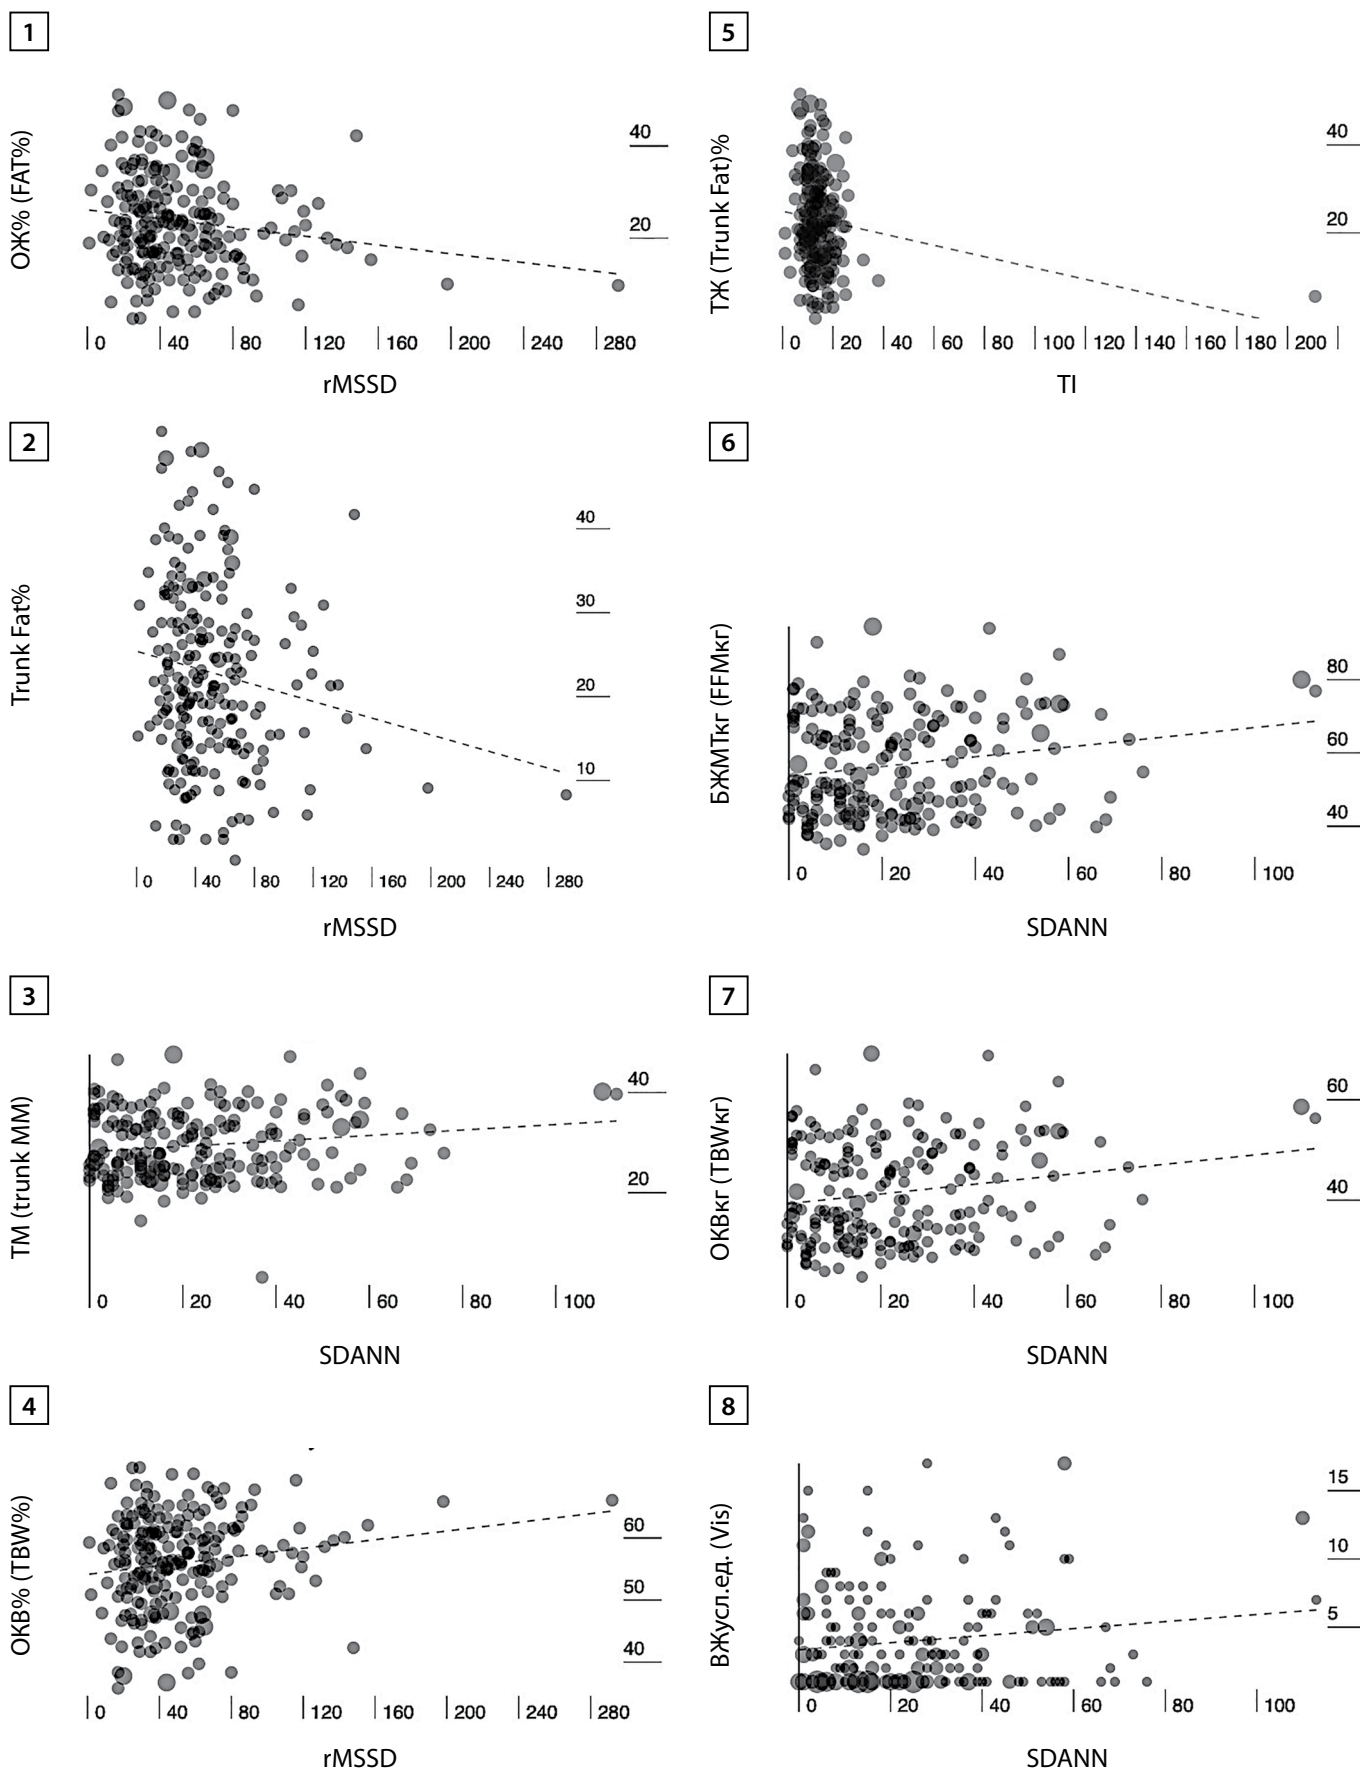 1
ОЖ% (FAT%)
40
20
0 40 80 120 160 200 240 280
rMSSD
2
Trunk Fat%
40
30
20
10
0 40 80 120 160 200 240 280
rMSSD
3
ТМ (trunk MM)
40
20
0 20 40 60 80 100
SDANN
4
ОКВ% (TBW%)
60
50
40
0 40 80 120 160 200 240 280
rMSSD
5
ТЖ (Trunk Fat)%
40
20
0 20 40 60 80 100 120 140 160 180 200
TI
6
БЖМТкг (FFMкг)
80
60
40
0 20 40 60 80 100
SDANN
7
ОКВкг (TBWкг)
60
40
0 20 40 60 80 100
SDANN
8
ВЖусл.ед. (Vis)
15
10
5
0 20 40 60 80 100
SDANN